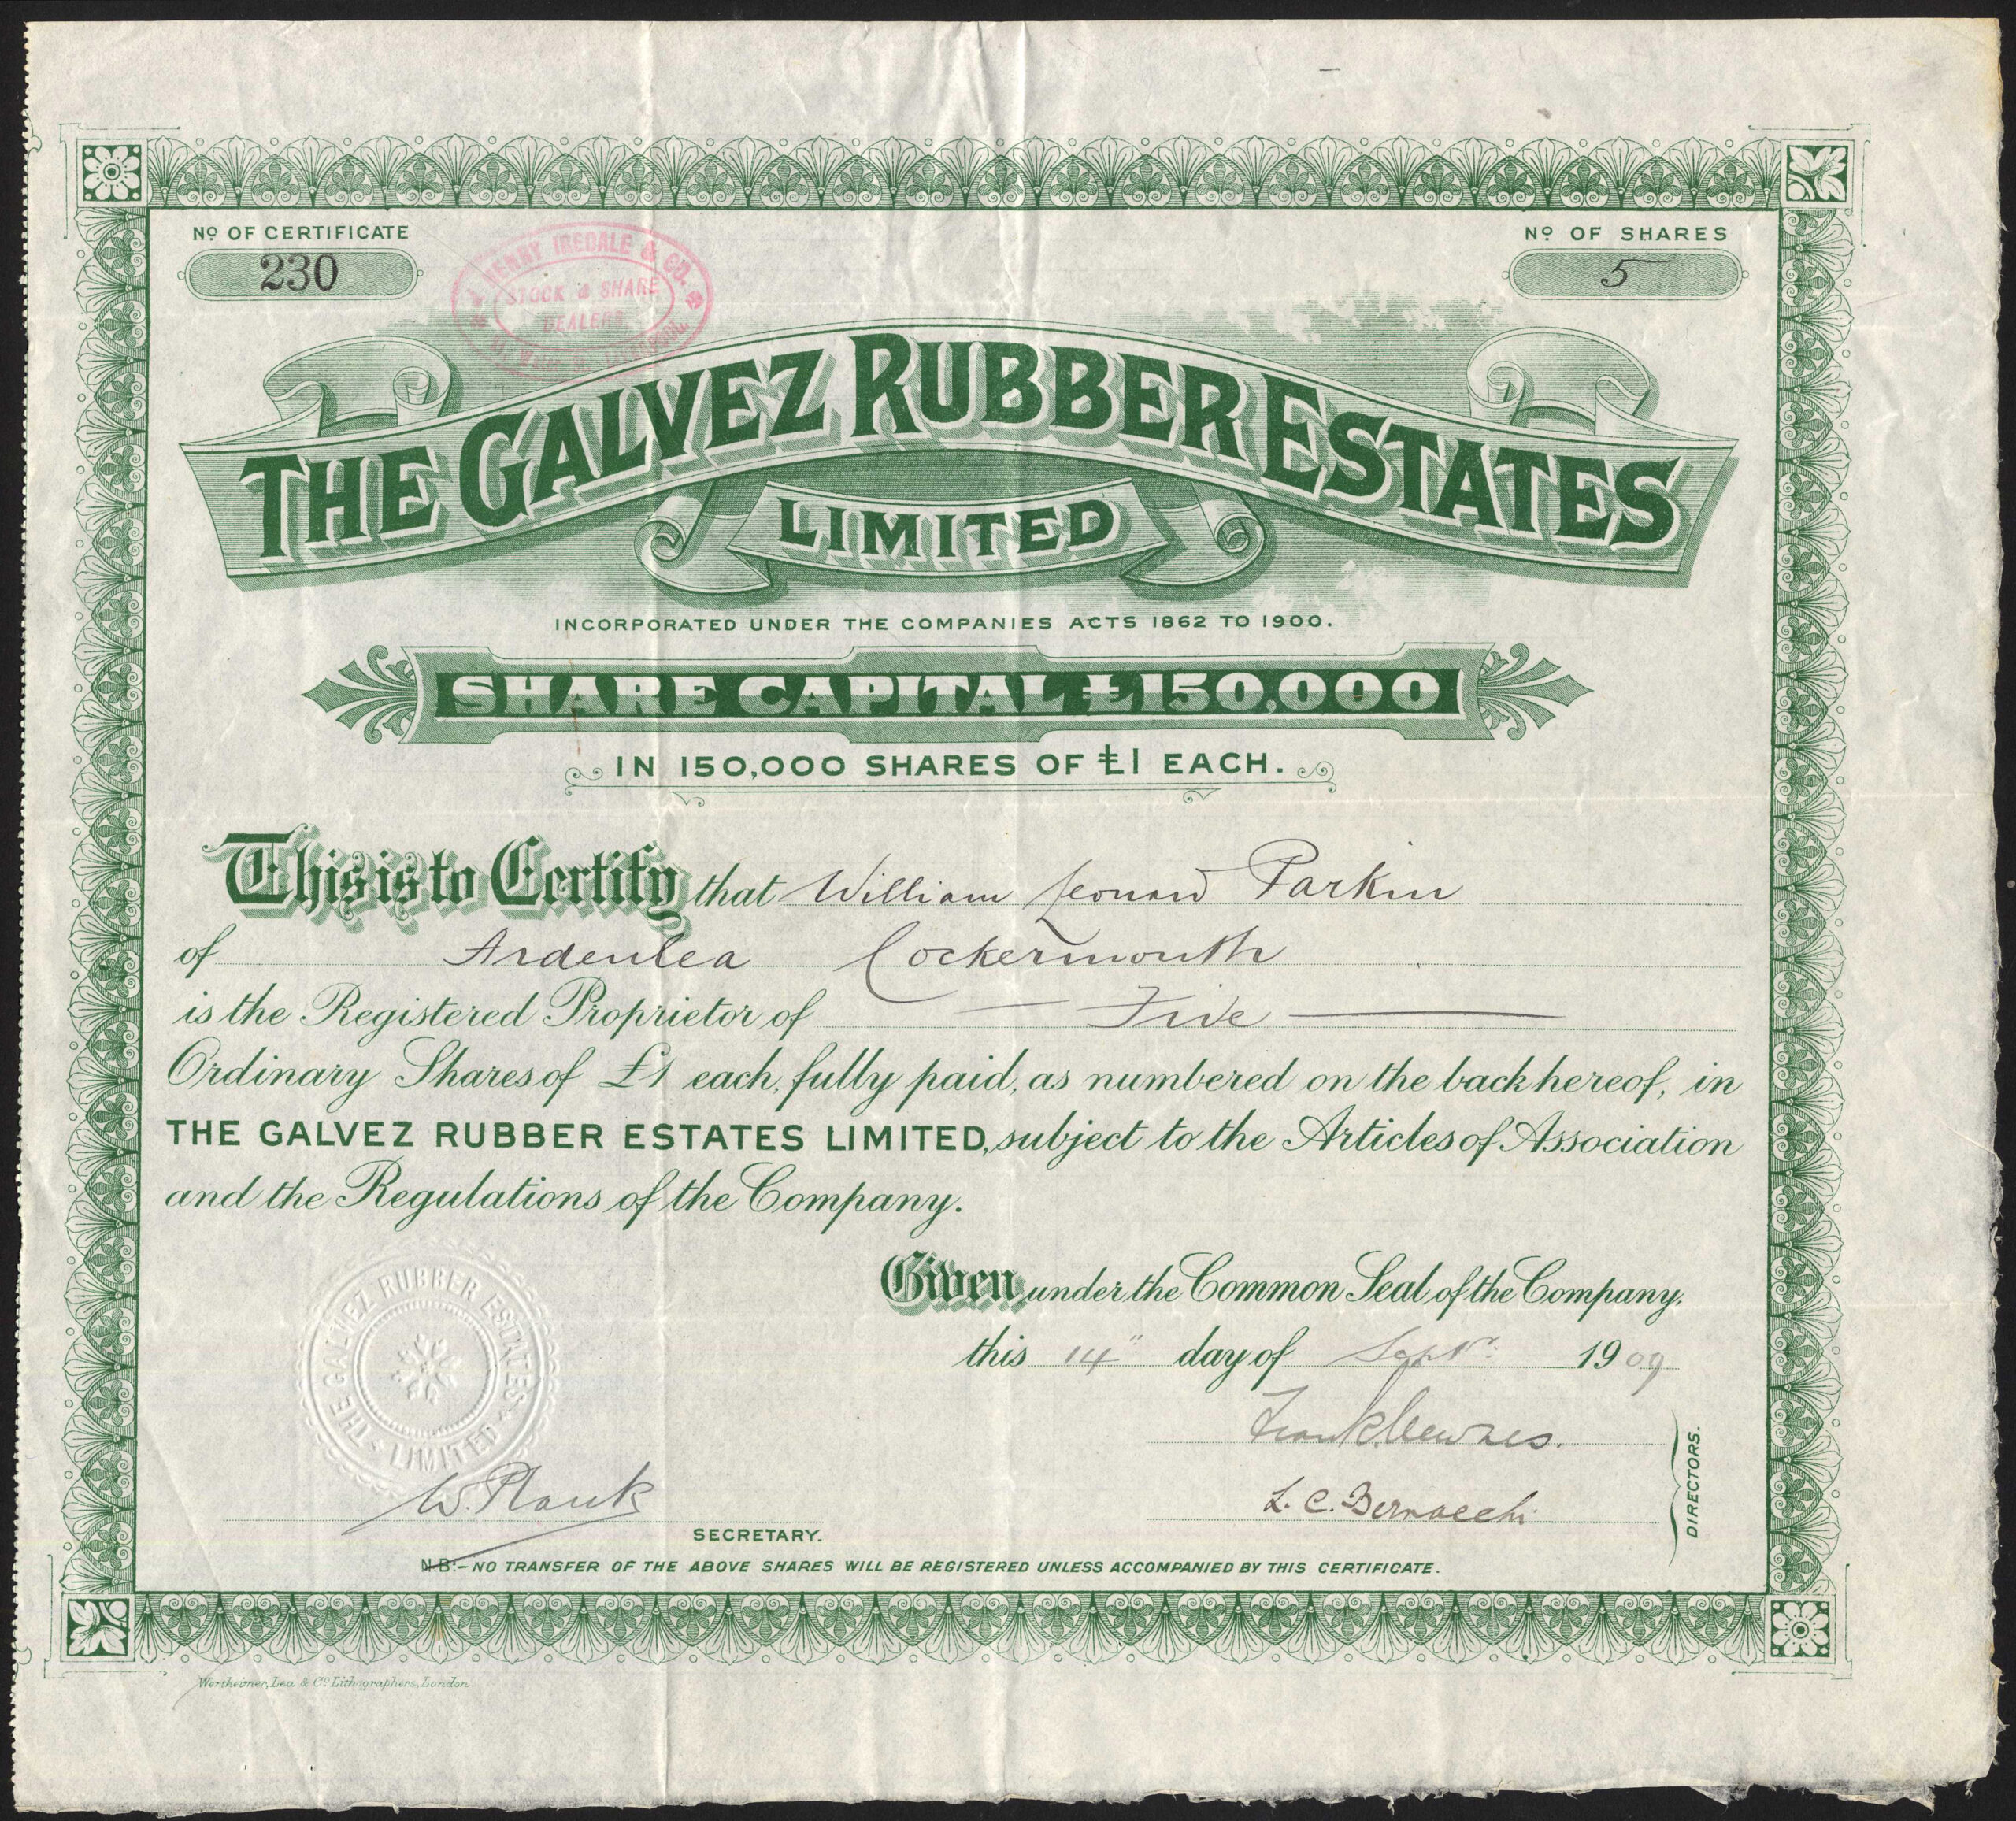 Nº OF CERTIFICATE
230
Nº OF SHARES
5
HENRY IREDALE & CO.
STOCK & SHARE
DEALERS
THE GALVEZ RUBBER ESTATES
LIMITED
INCORPORATED UNDER THE COMPANIES ACTS 1862 TO 1900.
SHARE CAPITAL £150,000
IN 150,000 SHARES OF £1 EACH.
This is to Certify that William Leonard Parkin
of Ardenlea Cockermouth
is the Registered Proprietor of — Five —
Ordinary Shares of £1 each, fully paid, as numbered on the back hereof, in
THE GALVEZ RUBBER ESTATES LIMITED, subject to the Articles of Association
and the Regulations of the Company.
Given under the Common Seal of the Company,
this 14" day of Sept. 1909
THE GALVEZ RUBBER ESTATES
LIMITED
Frank Newnes.
L. C. Bernacchi
DIRECTORS.
W. Plank
SECRETARY.
N.B.—NO TRANSFER OF THE ABOVE SHARES WILL BE REGISTERED UNLESS ACCOMPANIED BY THIS CERTIFICATE.
Wertheimer, Lea & Cº Lithographers, London.